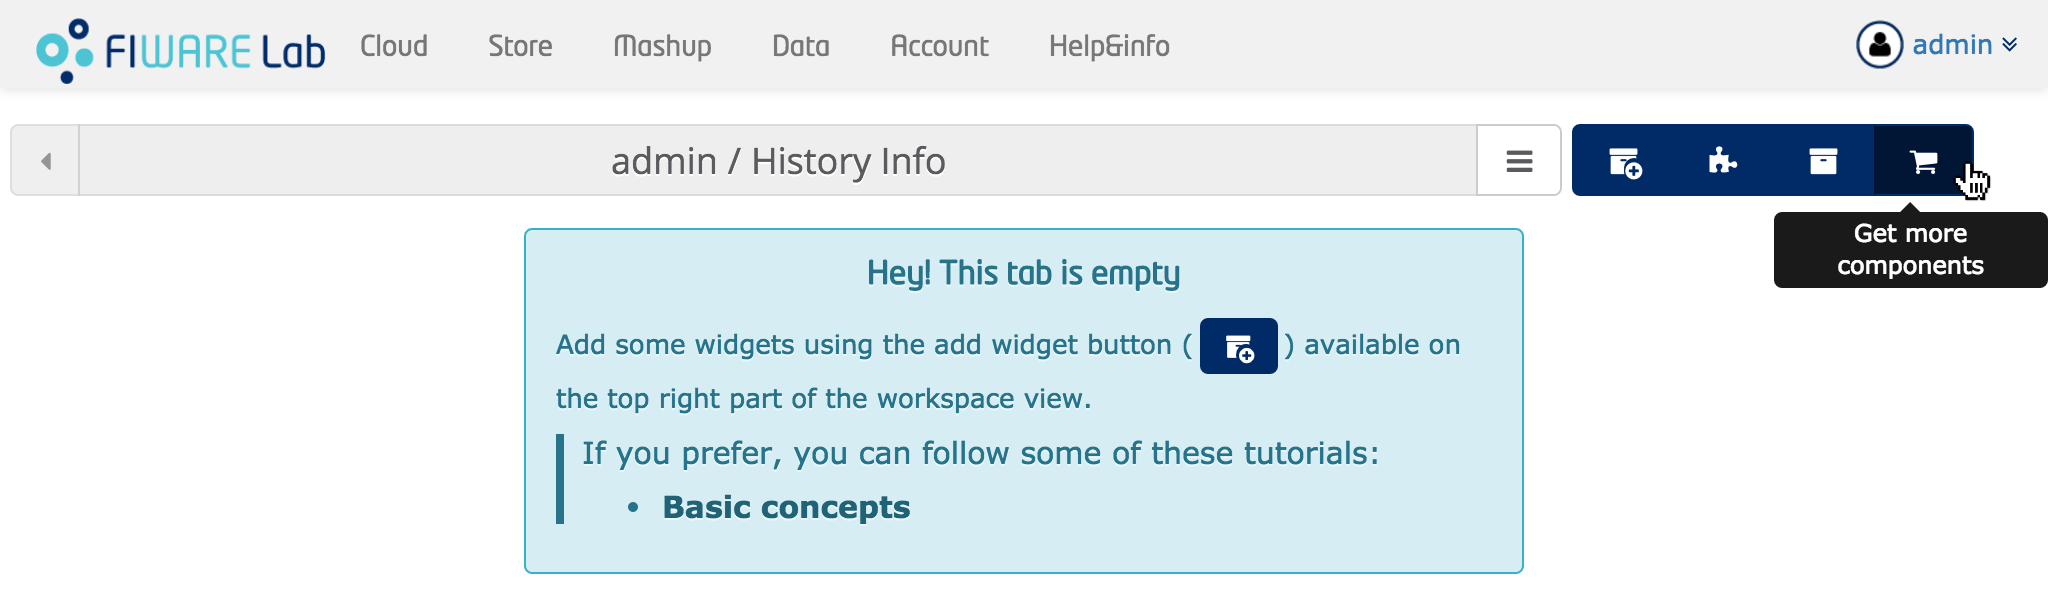 FIWARE Lab Cloud Store Mashup Data Account Help&info admin
admin / History Info
Get more
components
Hey! This tab is empty
Add some widgets using the add widget button ( ) available on
the top right part of the workspace view.
If you prefer, you can follow some of these tutorials:
• Basic concepts